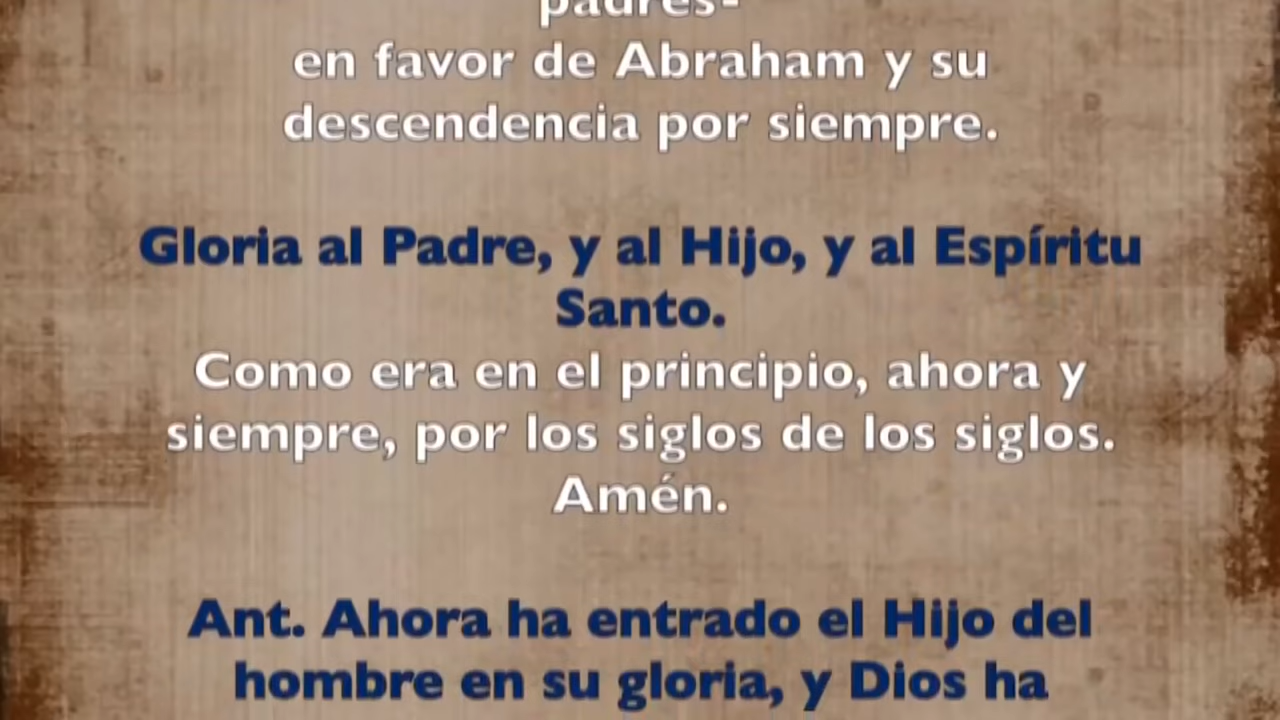 padres-
en favor de Abraham y su
descendencia por siempre.
Gloria al Padre, y al Hijo, y al Espíritu
Santo.
Como era en el principio, ahora y
siempre, por los siglos de los siglos.
Amén.
Ant. Ahora ha entrado el Hijo del
hombre en su gloria, y Dios ha